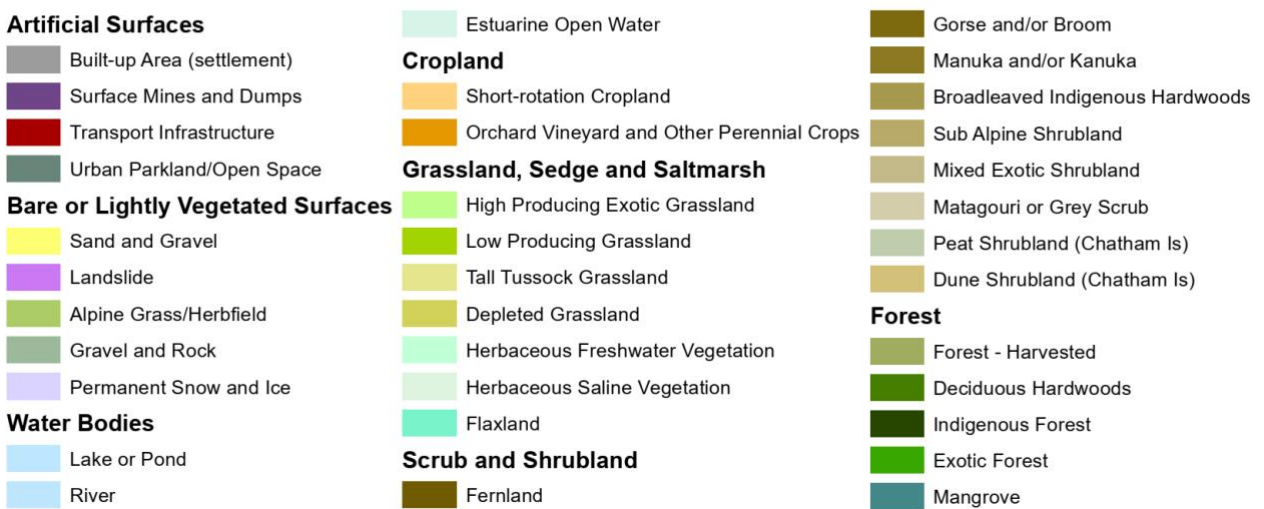 Artificial Surfaces
Built-up Area (settlement)
Surface Mines and Dumps
Transport Infrastructure
Urban Parkland/Open Space
Bare or Lightly Vegetated Surfaces
Sand and Gravel
Landslide
Alpine Grass/Herbfield
Gravel and Rock
Permanent Snow and Ice
Water Bodies
Lake or Pond
River
Estuarine Open Water
Cropland
Short-rotation Cropland
Orchard Vineyard and Other Perennial Crops
Grassland, Sedge and Saltmarsh
High Producing Exotic Grassland
Low Producing Grassland
Tall Tussock Grassland
Depleted Grassland
Herbaceous Freshwater Vegetation
Herbaceous Saline Vegetation
Flaxland
Scrub and Shrubland
Fernland
Gorse and/or Broom
Manuka and/or Kanuka
Broadleaved Indigenous Hardwoods
Sub Alpine Shrubland
Mixed Exotic Shrubland
Matagouri or Grey Scrub
Peat Shrubland (Chatham Is)
Dune Shrubland (Chatham Is)
Forest
Forest - Harvested
Deciduous Hardwoods
Indigenous Forest
Exotic Forest
Mangrove